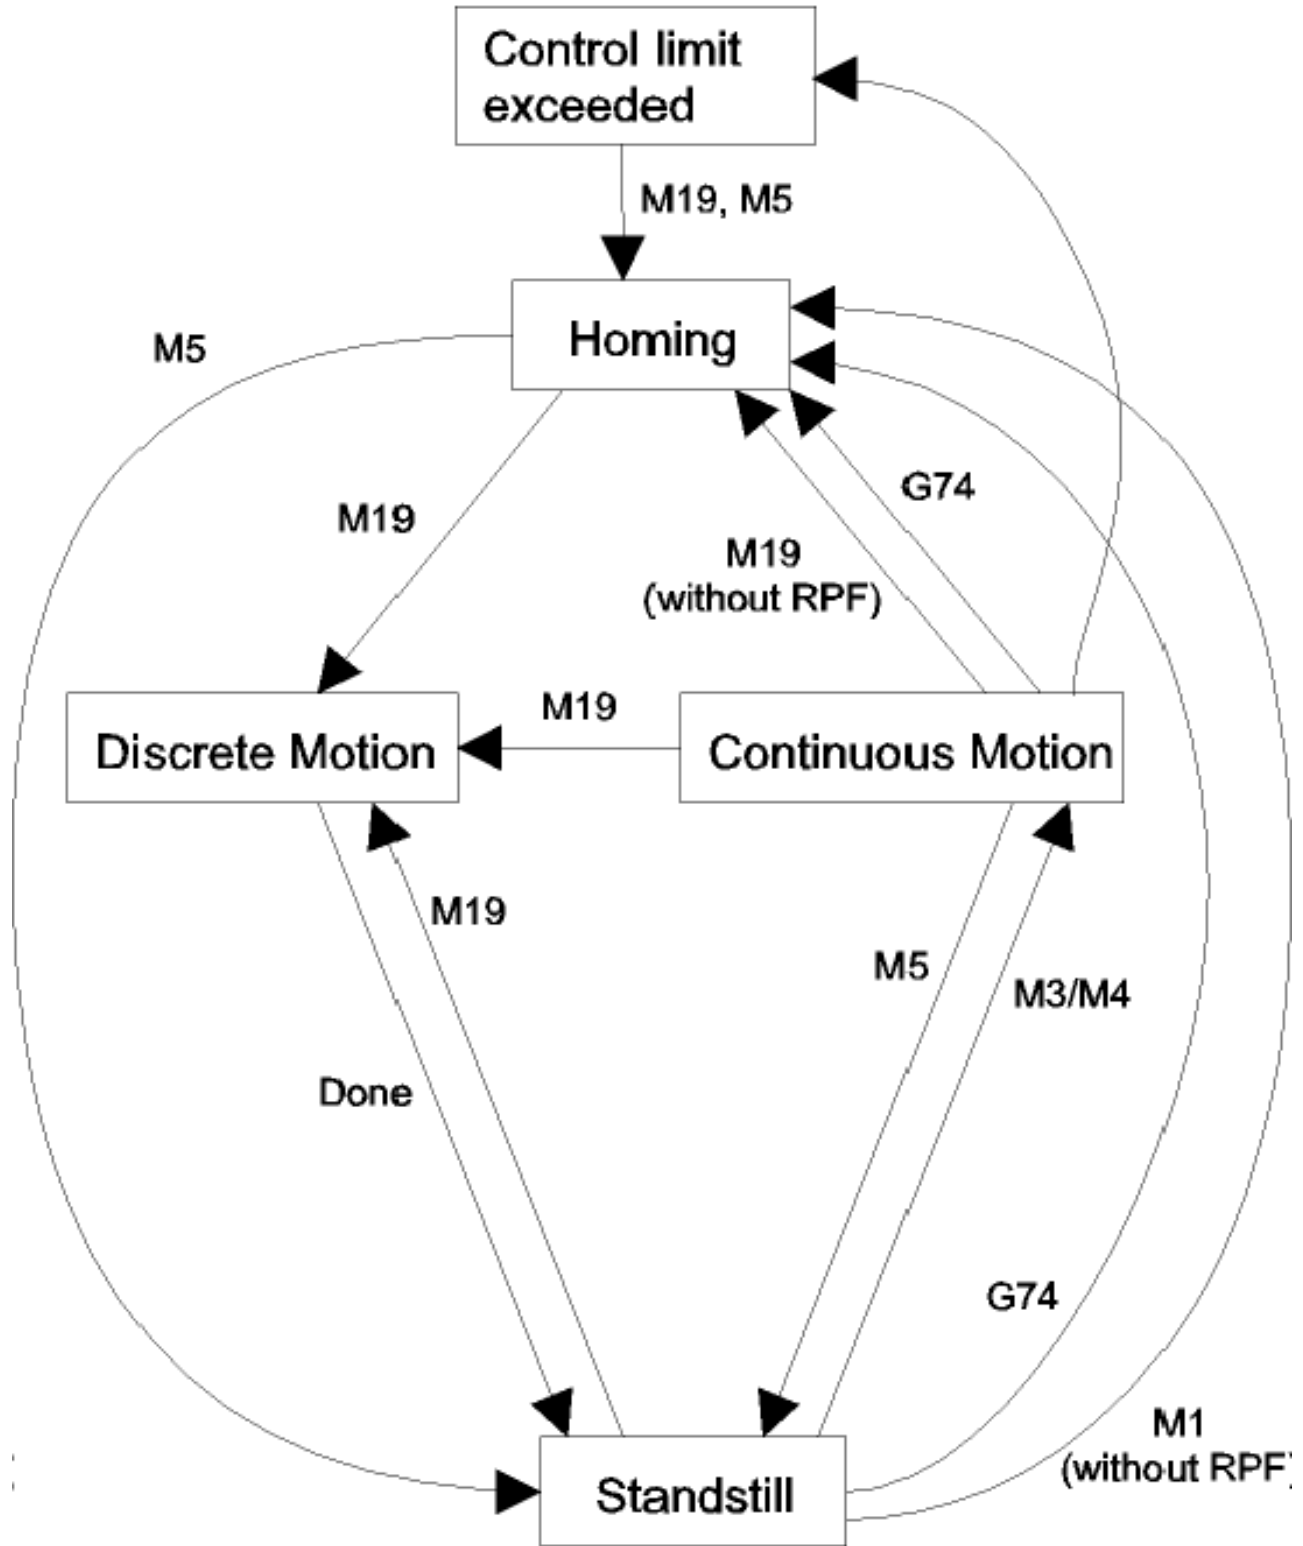 Control limit
exceeded
M19, M5
Homing
M5
M19
G74
M19
(without RPF)
M19
Discrete Motion
Continuous Motion
M19
M5
M3/M4
Done
G74
M1
(without RPF)
Standstill